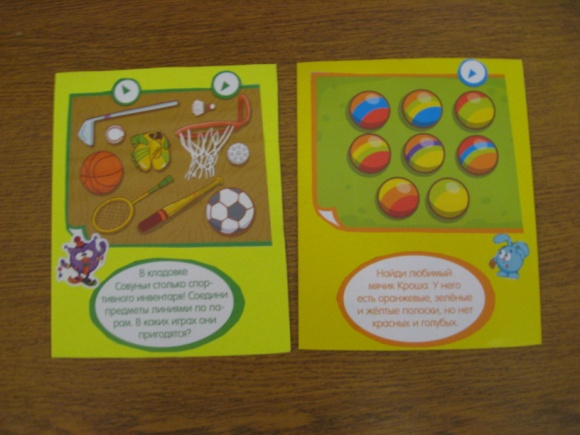 В кладовке
Совуньи столько спор-
тивного инвентаря! Соедини
предметы линиями по па-
рам. В каких играх они
пригодятся?
Найди любимый
мячик Кроша. У него
есть оранжевые, зелёные
и жёлтые полоски, но нет
красных и голубых.